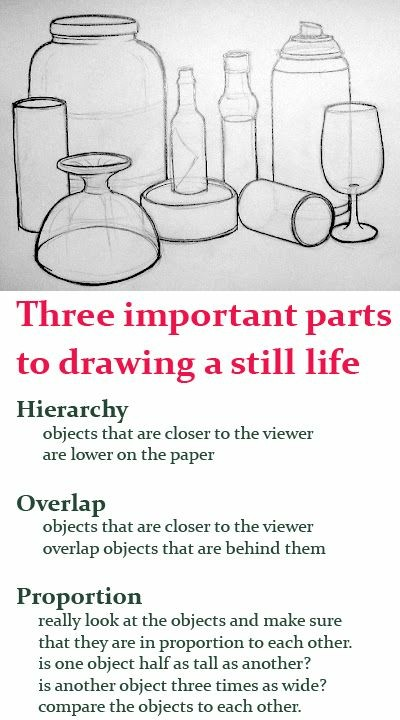 Three important parts
to drawing a still life
Hierarchy
objects that are closer to the viewer
are lower on the paper
Overlap
objects that are closer to the viewer
overlap objects that are behind them
Proportion
really look at the objects and make sure
that they are in proportion to each other.
is one object half as tall as another?
is another object three times as wide?
compare the objects to each other.